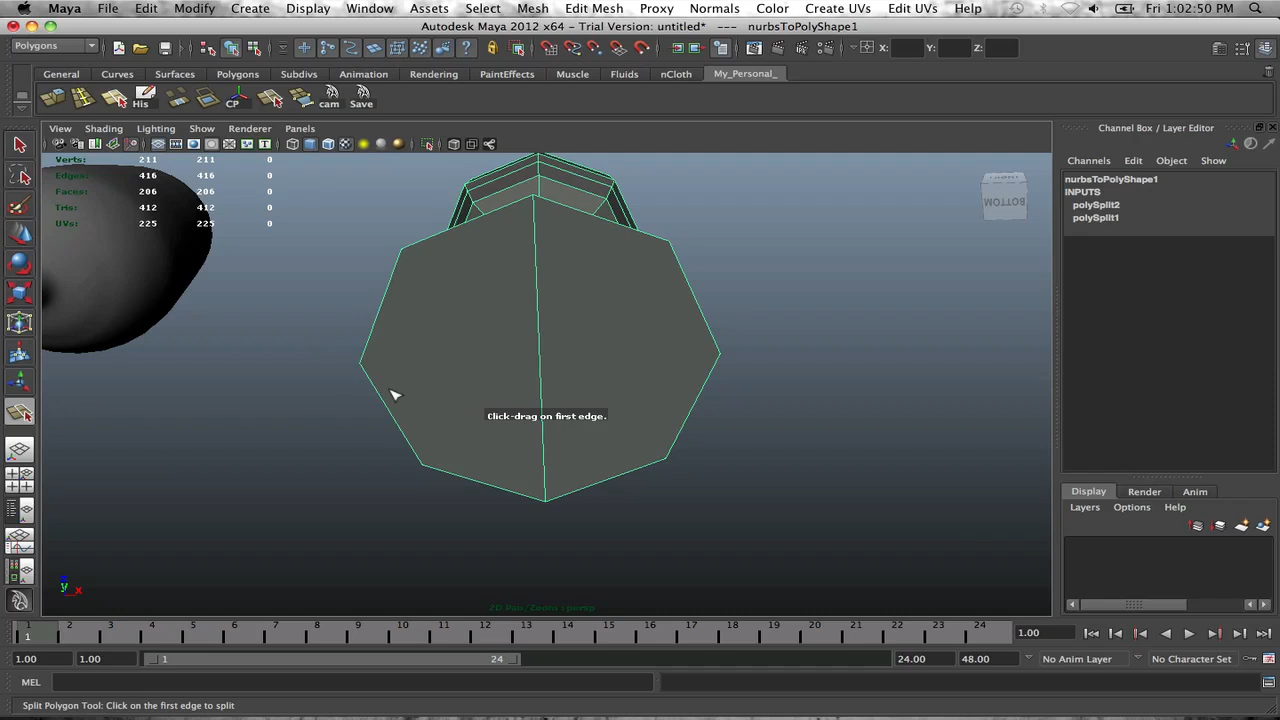 Maya File Edit Modify Create Display Window Assets Select Mesh Edit Mesh Proxy Normals Color Create UVs Edit UVs Help Fri 1:02:50 PM
Autodesk Maya 2012 x64 - Trial Version: untitled* --- nurbsToPolyShape1
Polygons X: Y: Z:
General Curves Surfaces Polygons Subdivs Deformation Animation Rendering PaintEffects Muscle Fluids nCloth My_Personal_
His CP cam Save
View Shading Lighting Show Renderer Panels
Channel Box / Layer Editor
Channels Edit Object Show
Verts: 211 211 0
Edges: 416 416 0
Faces: 206 206 0
Tris: 412 412 0
UVs: 225 225 0
BOTTOM
nurbsToPolyShape1
INPUTS
polySplit2
polySplit1
Click-drag on first edge.
Display Render Anim
Layers Options Help
y x
2D Pan/Zoom : persp
1 2 3 4 5 6 7 8 9 10 11 12 13 14 15 16 17 18 19 20 21 22 23 24
1 1.00
1.00 1.00 1 24 24.00 48.00 No Anim Layer No Character Set
MEL
Split Polygon Tool: Click on the first edge to split